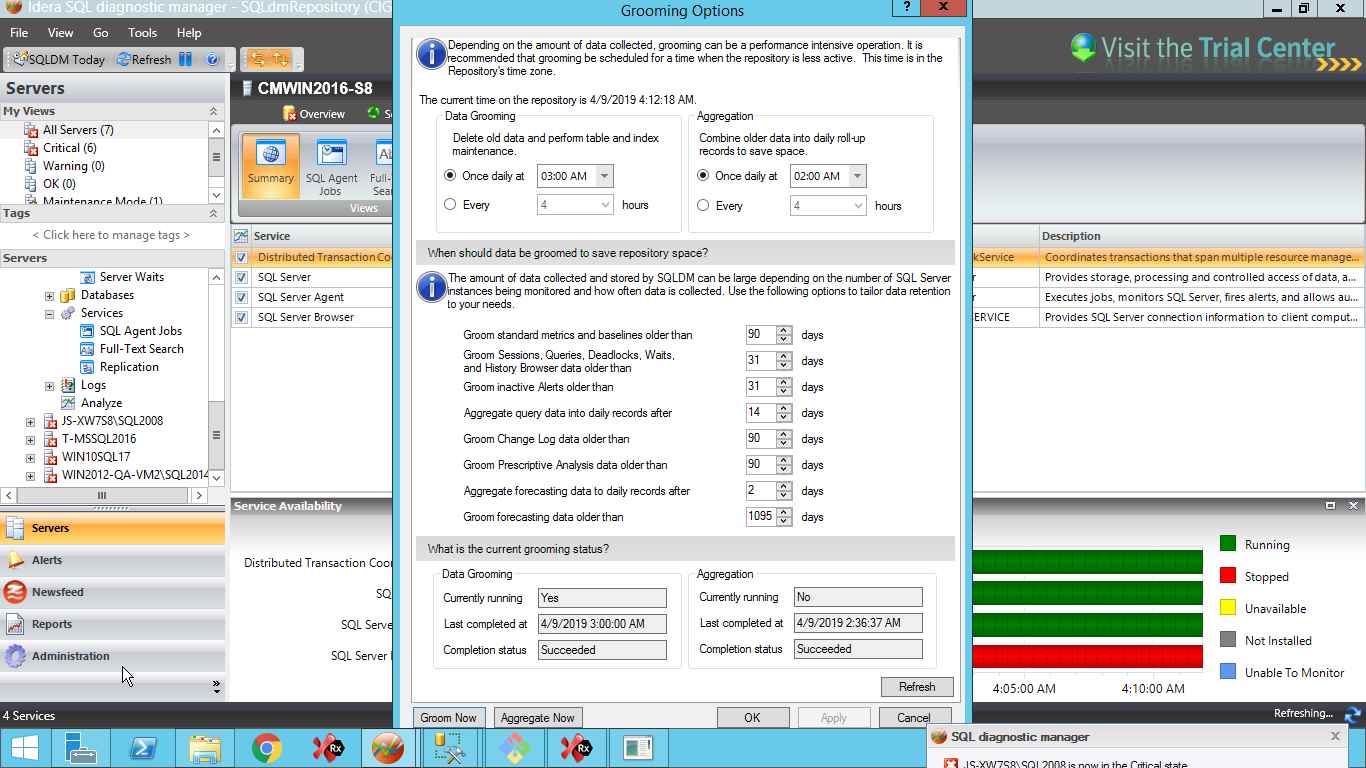 Idera SQL diagnostic manager - SQLdmRepository (CIG
Grooming Options
?
x
File View Go Tools Help
SQLDM Today Refresh
Visit the Trial Center
Servers
My Views
All Servers (7)
Critical (6)
Warning (0)
OK (0)
Maintenance Mode (1)
Tags
< Click here to manage tags >
Servers
Server Waits
Databases
Services
SQL Agent Jobs
Full-Text Search
Replication
Logs
Analyze
JS-XW7S8\SQL2008
T-MSSQL2016
WIN10SQL17
WIN2012-QA-VM2\SQL2014
Servers
Alerts
Newsfeed
Reports
Administration
4 Services
CMWIN2016-S8
Overview
Summary
SQL Agent
Jobs
Full-
Sea
Views
Service
Distributed Transaction Coo
SQL Server
SQL Server Agent
SQL Server Browser
Service Availability
Distributed Transaction Coor
SQ
SQL Serve
SQL Server
Depending on the amount of data collected, grooming can be a performance intensive operation. It is
recommended that grooming be scheduled for a time when the repository is less active. This time is in the
Repository's time zone.
The current time on the repository is 4/9/2019 4:12:18 AM.
Data Grooming
Delete old data and perform table and index
maintenance.
Once daily at 03:00 AM
Every 4 hours
Aggregation
Combine older data into daily roll-up
records to save space.
Once daily at 02:00 AM
Every 4 hours
When should data be groomed to save repository space?
The amount of data collected and stored by SQLDM can be large depending on the number of SQL Server
instances being monitored and how often data is collected. Use the following options to tailor data retention
to your needs.
Groom standard metrics and baselines older than 90 days
Groom Sessions, Queries, Deadlocks, Waits,
and History Browser data older than 31 days
Groom inactive Alerts older than 31 days
Aggregate query data into daily records after 14 days
Groom Change Log data older than 90 days
Groom Prescriptive Analysis data older than 90 days
Aggregate forecasting data to daily records after 2 days
Groom forecasting data older than 1095 days
What is the current grooming status?
Data Grooming
Currently running Yes
Last completed at 4/9/2019 3:00:00 AM
Completion status Succeeded
Aggregation
Currently running No
Last completed at 4/9/2019 2:36:37 AM
Completion status Succeeded
Refresh
Groom Now Aggregate Now OK Apply Cancel
Description
kService Coordinates transactions that span multiple resource manage...
Provides storage, processing and controlled access of data, a...
Executes jobs, monitors SQL Server, fires alerts, and allows au...
ERVICE Provides SQL Server connection information to client comput...
Running
Stopped
Unavailable
Not Installed
Unable To Monitor
4:05:00 AM 4:10:00 AM
Refreshing...
Rx
Rx
SQL diagnostic manager
JS-XW7S8\SQL2008 is now in the Critical state